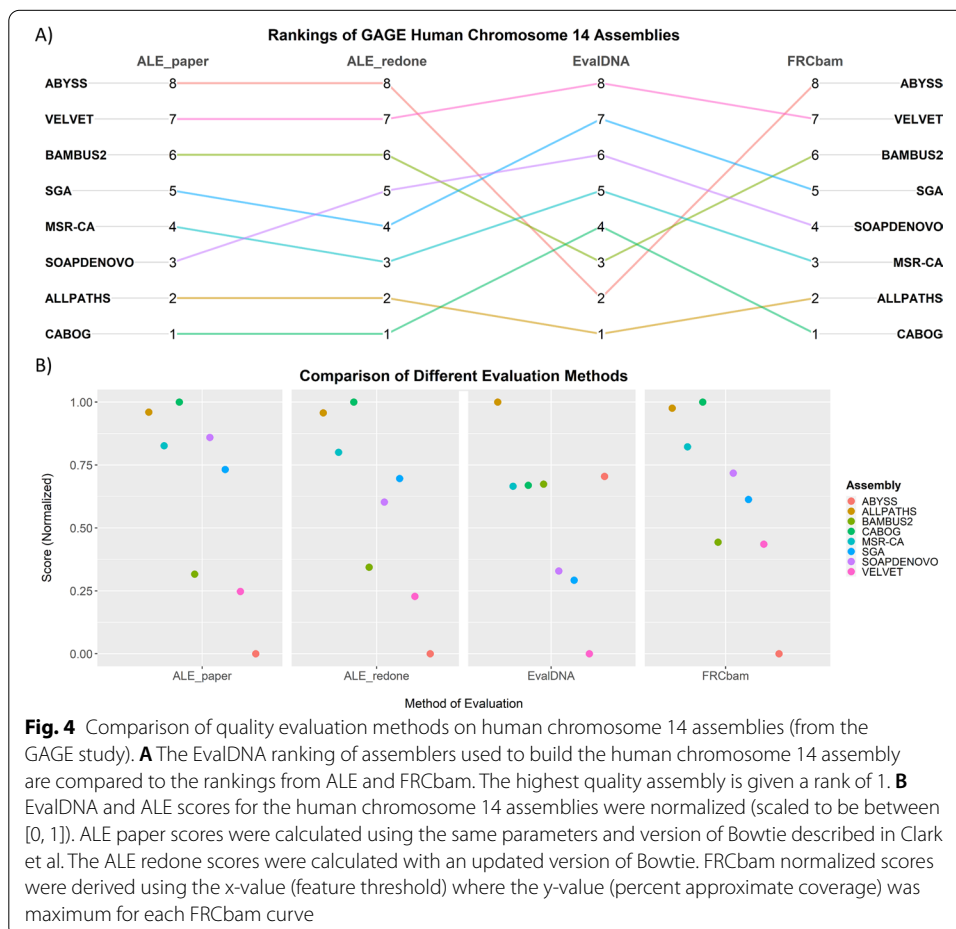 A)
Rankings of GAGE Human Chromosome 14 Assemblies
ALE_paper ALE_redone EvalDNA FRCbam
ABYSS 8 8 8 8 ABYSS
VELVET 7 7 7 7 VELVET
BAMBUS2 6 6 6 6 BAMBUS2
SGA 5 5 5 5 SGA
MSR-CA 4 4 4 4 SOAPDENOVO
SOAPDENOVO 3 3 3 3 MSR-CA
ALLPATHS 2 2 2 2 ALLPATHS
CABOG 1 1 1 1 CABOG
B)
Comparison of Different Evaluation Methods
Score (Normalized)
1.00
0.75
0.50
0.25
0.00
ALE_paper ALE_redone EvalDNA FRCbam
Method of Evaluation
Assembly
ABYSS
ALLPATHS
BAMBUS2
CABOG
MSR-CA
SGA
SOAPDENOVO
VELVET
Fig. 4 Comparison of quality evaluation methods on human chromosome 14 assemblies (from the
GAGE study). A The EvalDNA ranking of assemblers used to build the human chromosome 14 assembly
are compared to the rankings from ALE and FRCbam. The highest quality assembly is given a rank of 1. B
EvalDNA and ALE scores for the human chromosome 14 assemblies were normalized (scaled to be between
[0, 1]). ALE paper scores were calculated using the same parameters and version of Bowtie described in Clark
et al. The ALE redone scores were calculated with an updated version of Bowtie. FRCbam normalized scores
were derived using the x-value (feature threshold) where the y-value (percent approximate coverage) was
maximum for each FRCbam curve